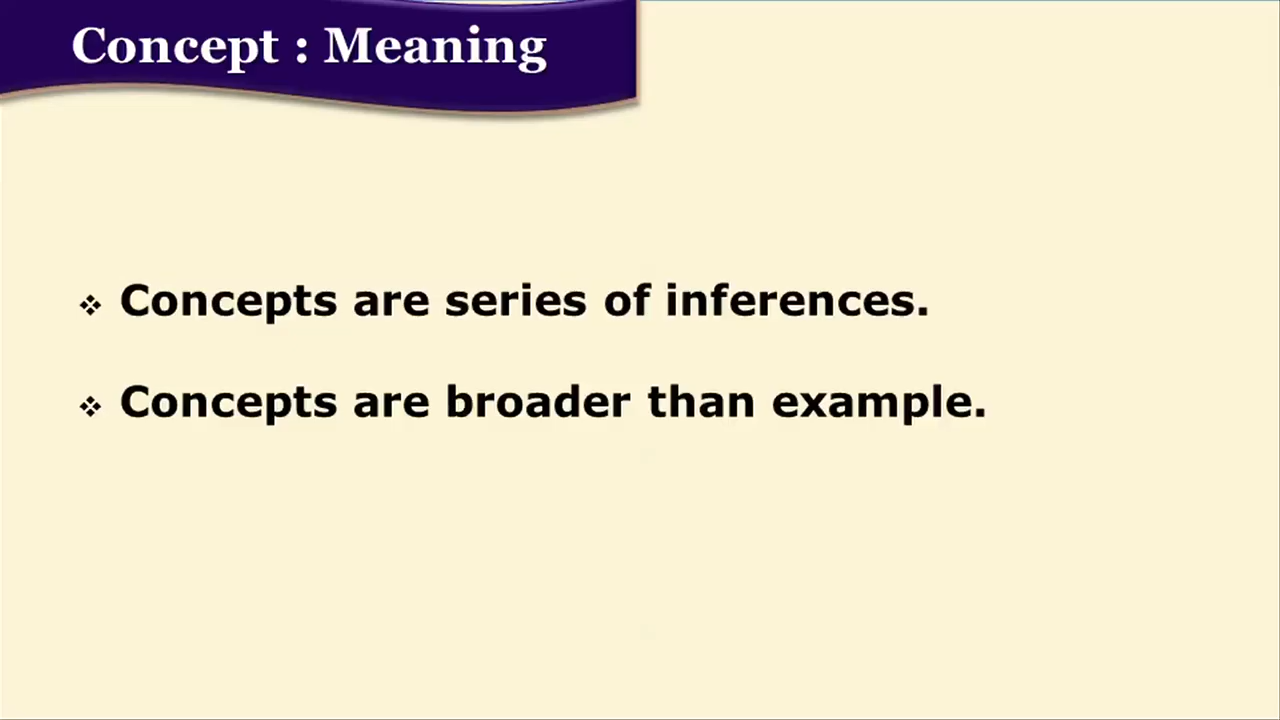 Concept : Meaning
❖ Concepts are series of inferences.
❖ Concepts are broader than example.